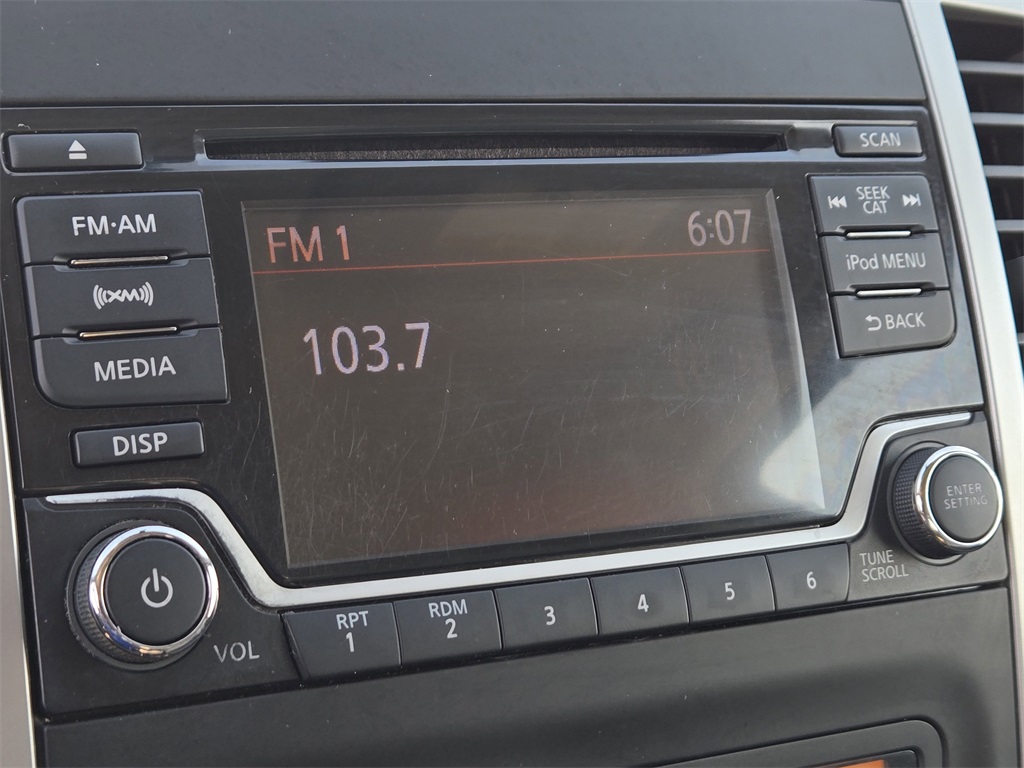 SCAN
FM·AM
SEEK
CAT
FM 1
6:07
iPod MENU
((XM))
103.7
BACK
MEDIA
DISP
ENTER
SETTING
TUNE
SCROLL
VOL
RPT
1
RDM
2
3
4
5
6